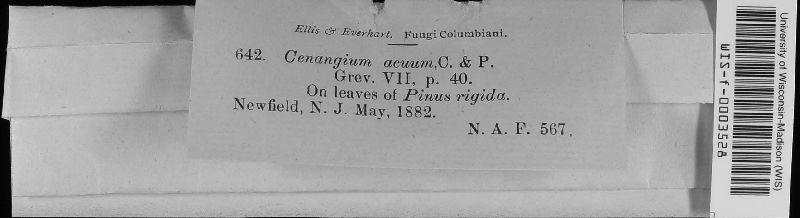 Ellis & Everhart. Fungi Columbiani.
642. Cenangium acuum, C. & P.
Grev. VII, p. 40.
On leaves of Pinus rigida.
Newfield, N. J. May, 1882.
N. A. F. 567.
University of Wisconsin-Madison (WIS)
WIS-f-0003528